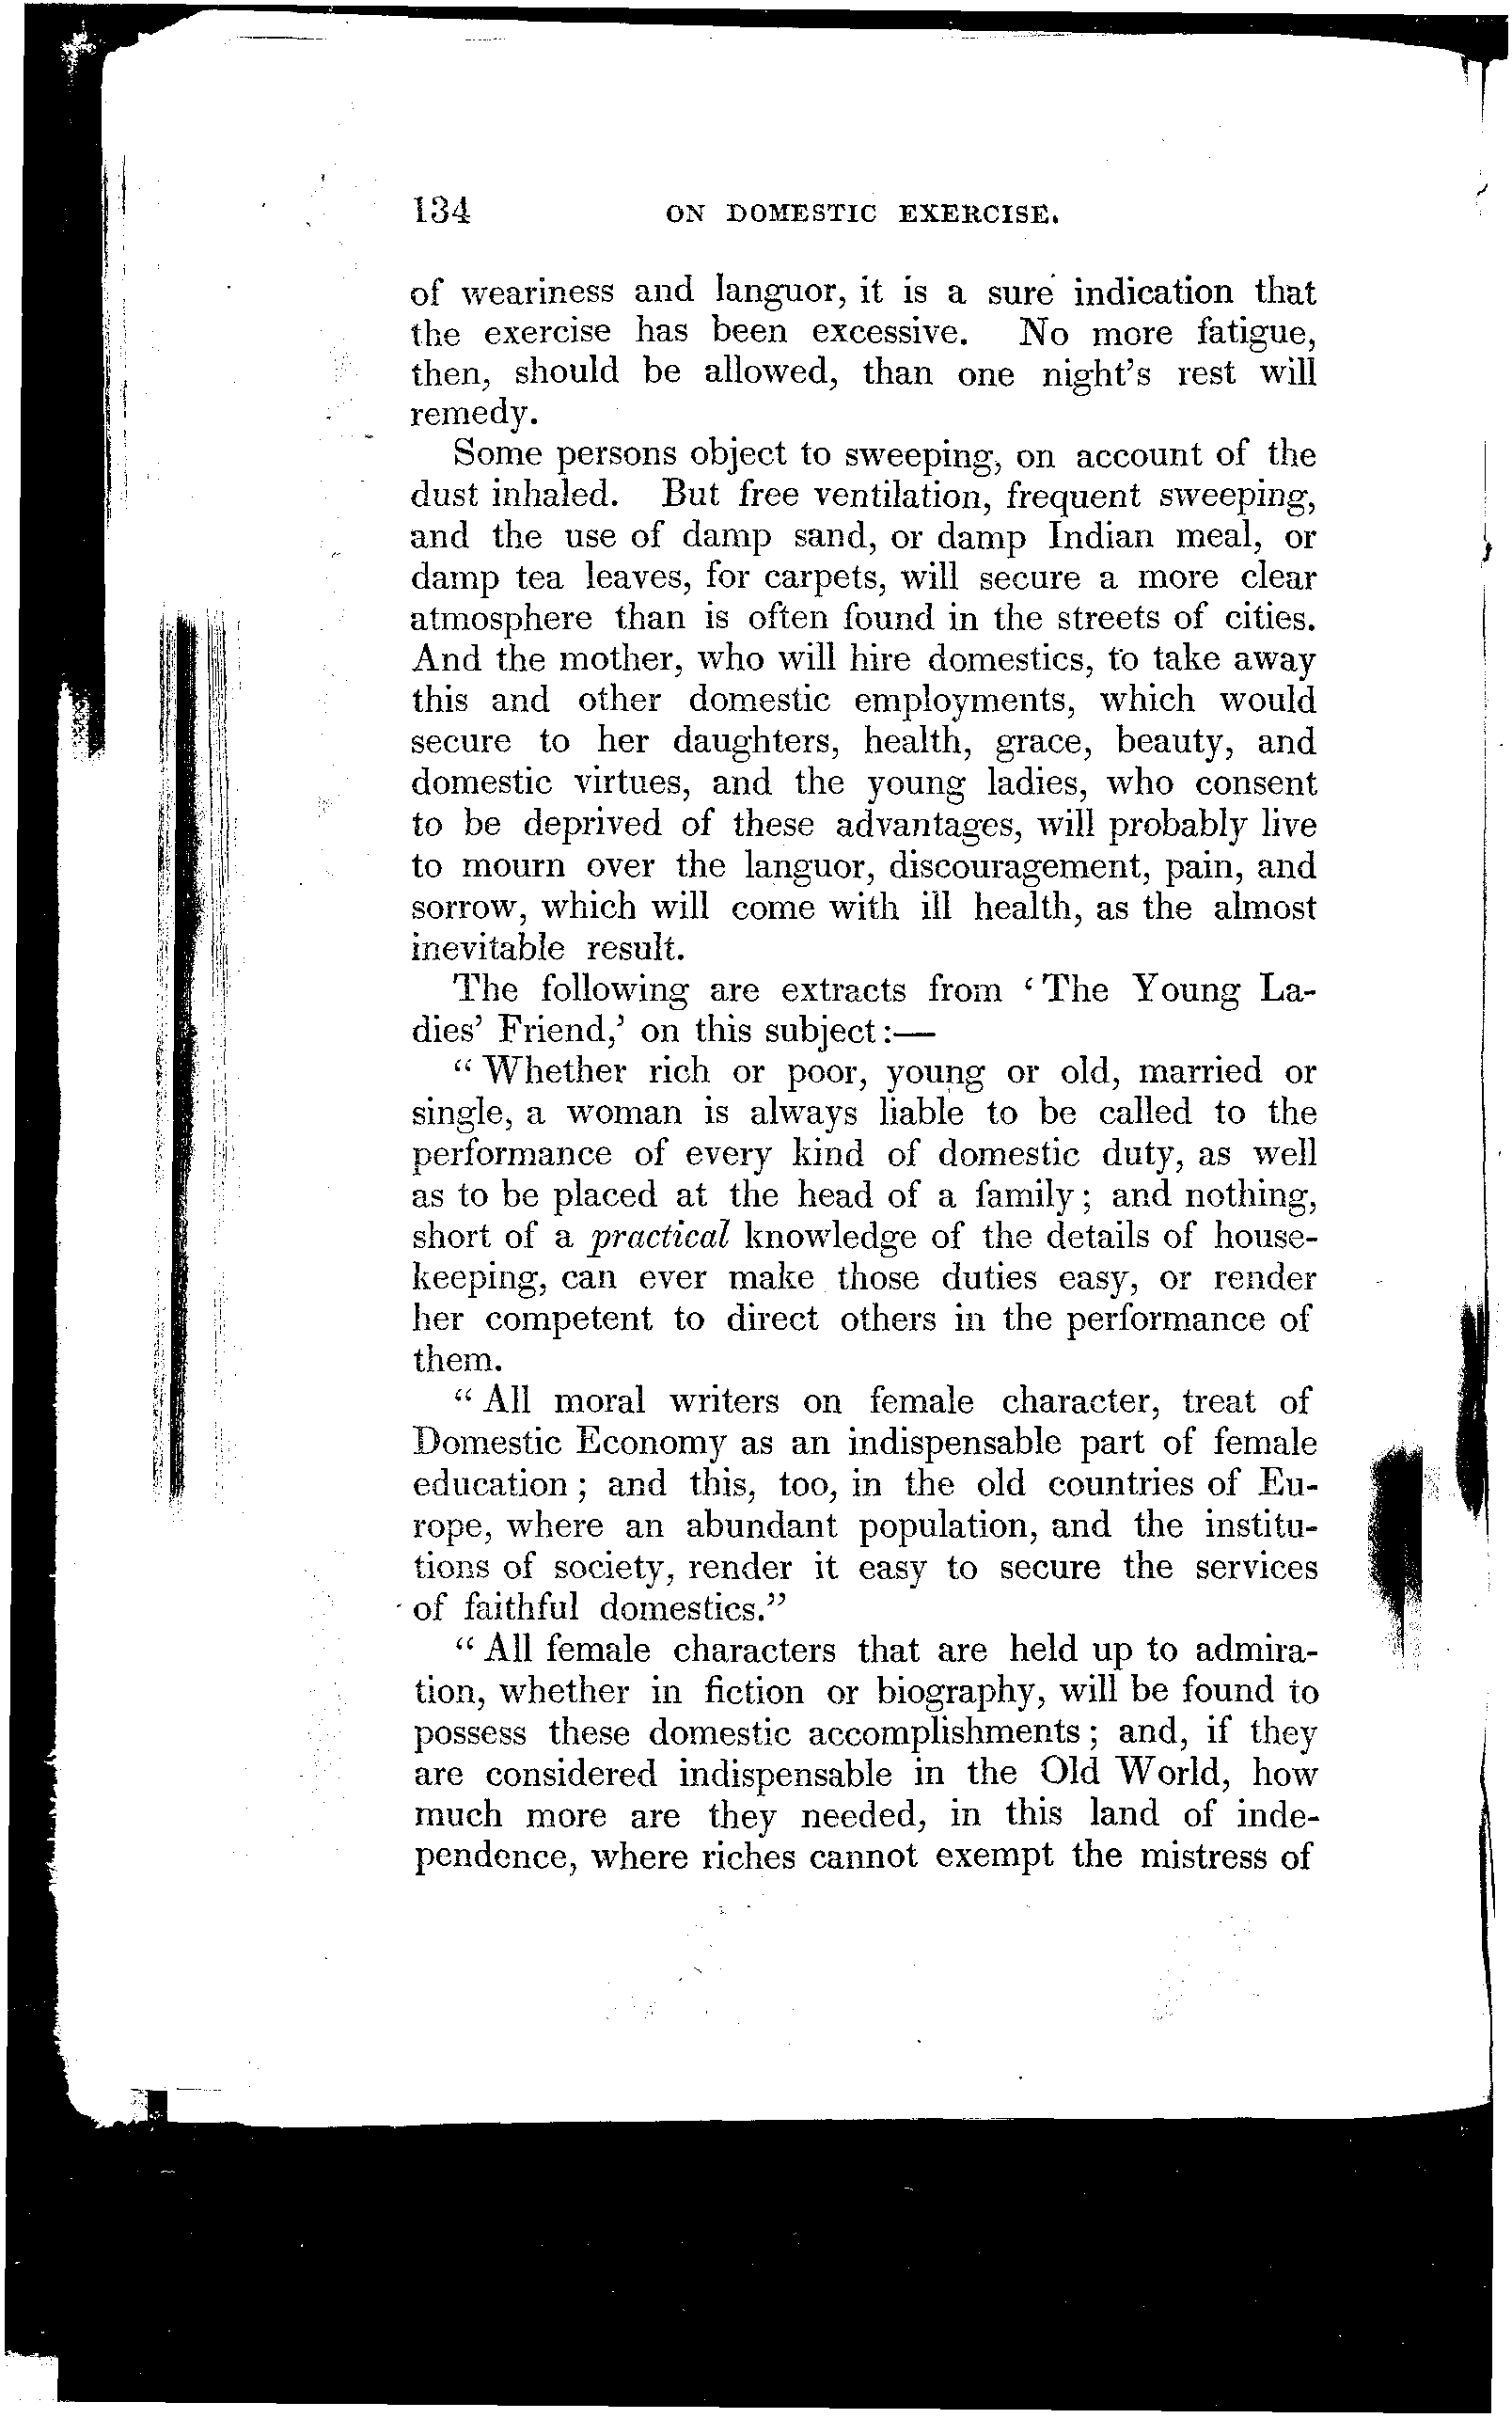 134 ON DOMESTIC EXERCISE.
of weariness and languor, it is a sure indication that
the exercise has been excessive. No more fatigue,
then, should be allowed, than one night's rest will
remedy.
Some persons object to sweeping, on account of the
dust inhaled. But free ventilation, frequent sweeping,
and the use of damp sand, or damp Indian meal, or
damp tea leaves, for carpets, will secure a more clear
atmosphere than is often found in the streets of cities.
And the mother, who will hire domestics, to take away
this and other domestic employments, which would
secure to her daughters, health, grace, beauty, and
domestic virtues, and the young ladies, who consent
to be deprived of these advantages, will probably live
to mourn over the languor, discouragement, pain, and
sorrow, which will come with ill health, as the almost
inevitable result.
The following are extracts from ‘The Young La-
dies’ Friend,’ on this subject:—
“Whether rich or poor, young or old, married or
single, a woman is always liable to be called to the
performance of every kind of domestic duty, as well
as to be placed at the head of a family; and nothing,
short of a practical knowledge of the details of house-
keeping, can ever make those duties easy, or render
her competent to direct others in the performance of
them.
“All moral writers on female character, treat of
Domestic Economy as an indispensable part of female
education; and this, too, in the old countries of Eu-
rope, where an abundant population, and the institu-
tions of society, render it easy to secure the services
of faithful domestics.”
“All female characters that are held up to admira-
tion, whether in fiction or biography, will be found to
possess these domestic accomplishments; and, if they
are considered indispensable in the Old World, how
much more are they needed, in this land of inde-
pendence, where riches cannot exempt the mistress of